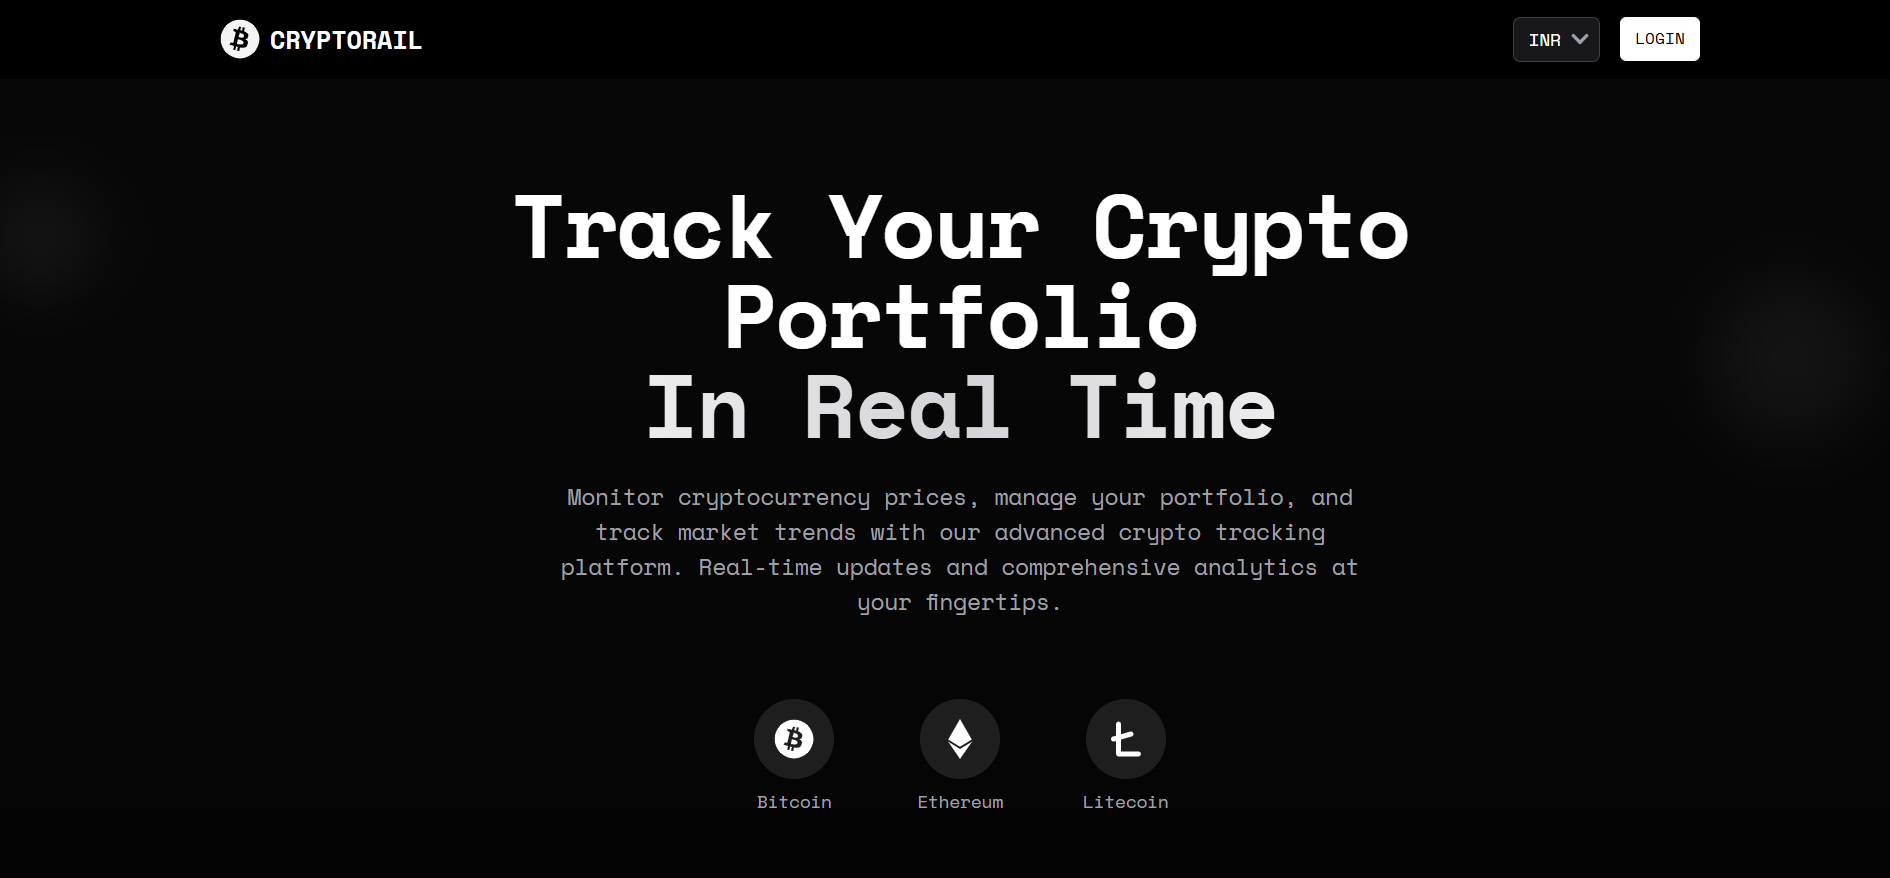 CRYPTORAIL
INR
LOGIN
Track Your Crypto
Portfolio
In Real Time
Monitor cryptocurrency prices, manage your portfolio, and
track market trends with our advanced crypto tracking
platform. Real-time updates and comprehensive analytics at
your fingertips.
Bitcoin
Ethereum
Litecoin